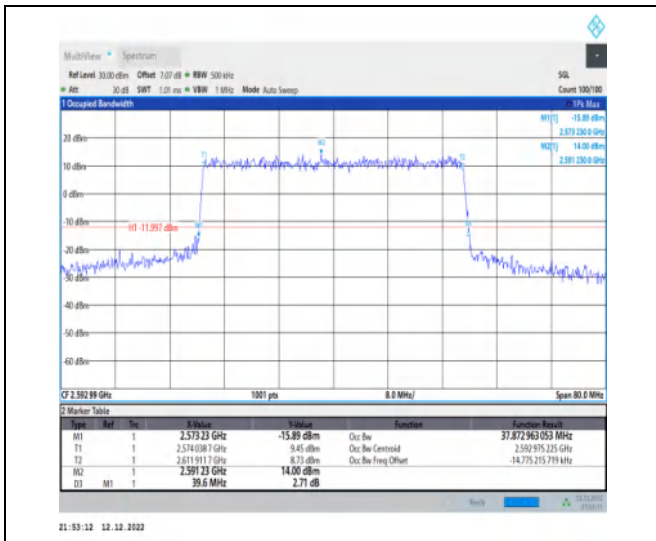 MultiView Spectrum
Ref Level 30.00 dBm Offset 7.07 dB RBW 500 kHz SGL
Att 30 dB SWT 1.01 ms VBW 1 MHz Mode Auto Sweep Count 100/100
1 Occupied Bandwidth 1Pk Max
M1[1] -15.89 dBm
2.573 230 0 GHz
20 dBm M2[1] 14.00 dBm
2.591 230 0 GHz
M2
T1
10 dBm
0 dBm
-10 dBm
H1 -11.997 dBm
M1
-20 dBm
-30 dBm
-40 dBm
-50 dBm
-60 dBm
CF 2.592 99 GHz 1001 pts 8.0 MHz/ Span 80.0 MHz
2 Marker Table
Type Ref Trc X-Value Y-Value Function Function Result
M1 1 2.573 23 GHz -15.89 dBm Occ Bw 37.872 963 053 MHz
T1 1 2.574 038 7 GHz 9.45 dBm Occ Bw Centroid 2.592 975 225 GHz
T2 1 2.611 911 7 GHz 8.73 dBm Occ Bw Freq Offset -14.775 215 719 kHz
M2 1 2.591 23 GHz 14.00 dBm
D3 M1 1 39.6 MHz 2.71 dB
Ready
21:53:12 12.12.2022